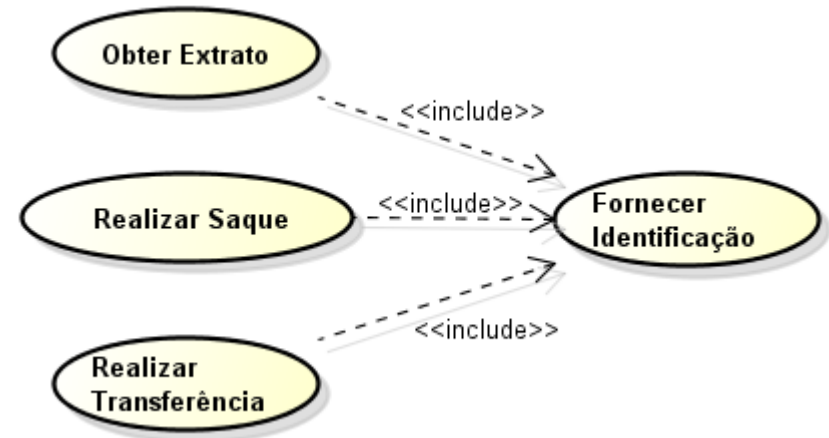 Obter Extrato
<<include>>
Realizar Saque
<<include>>
Fornecer
Identificação
<<include>>
Realizar
Transferência